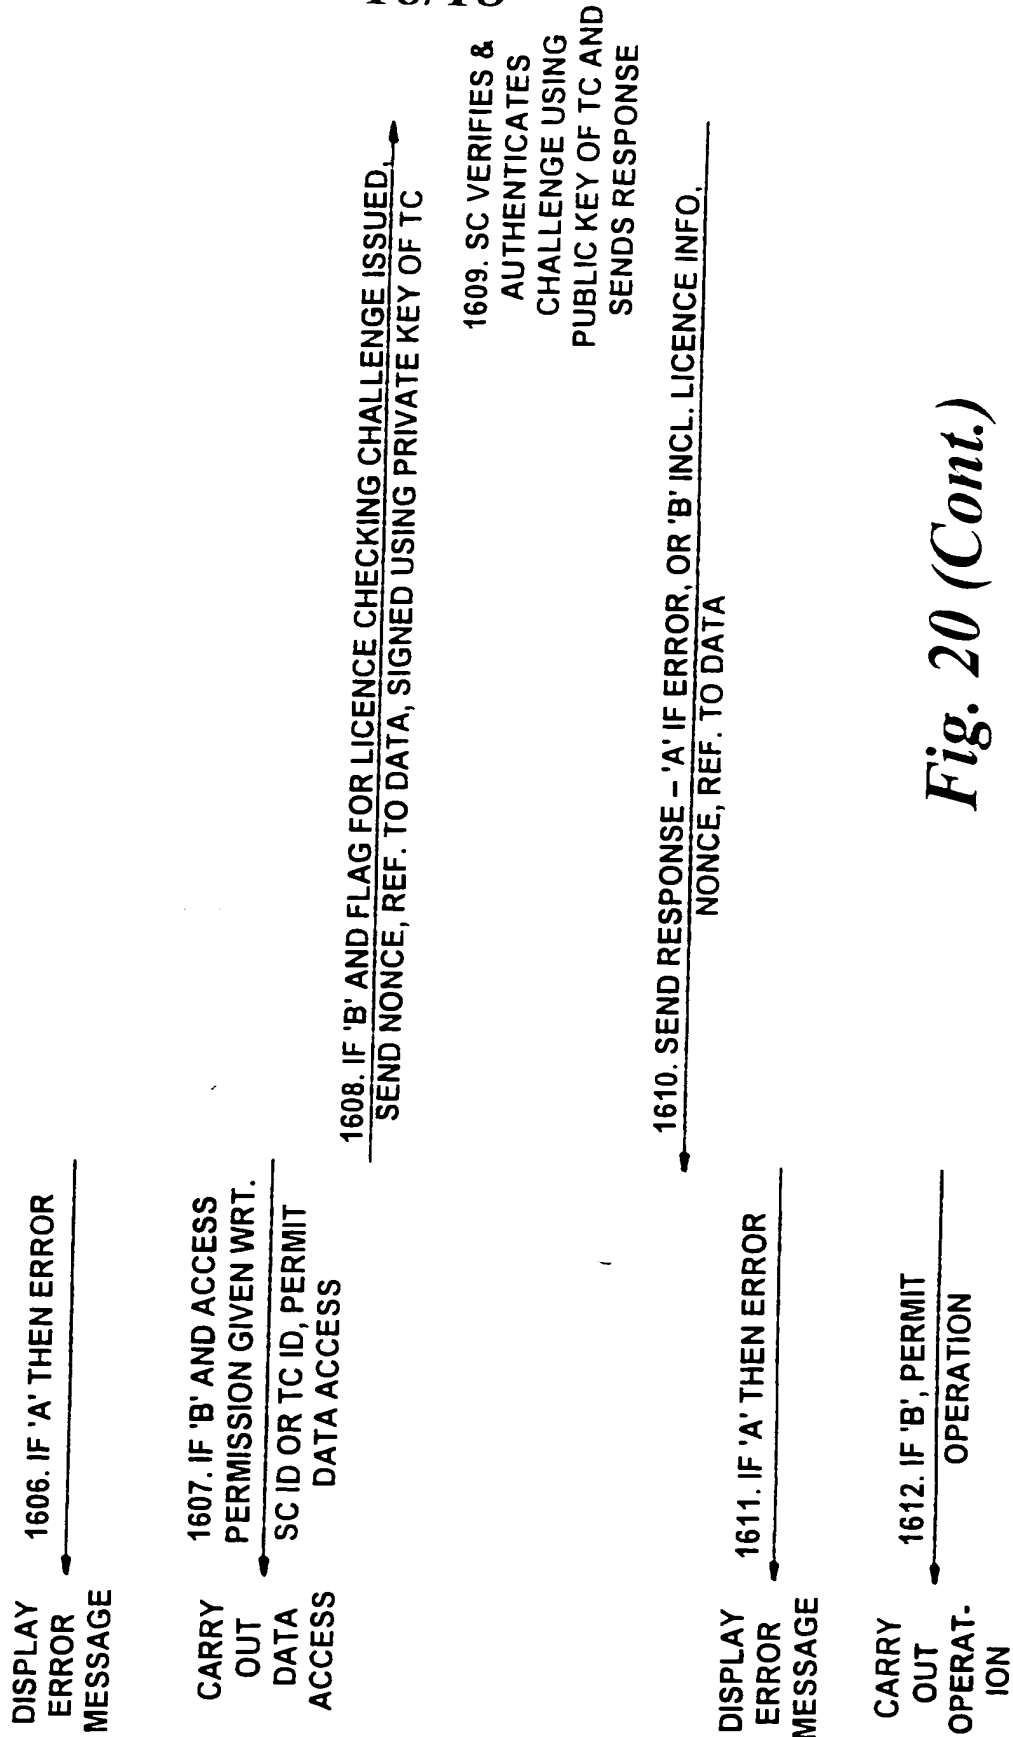 DISPLAY
ERROR
MESSAGE
1606. IF 'A' THEN ERROR
CARRY
OUT
DATA
ACCESS
1607. IF 'B' AND ACCESS
PERMISSION GIVEN WRT.
SC ID OR TC ID, PERMIT
DATA ACCESS
1608. IF 'B' AND FLAG FOR LICENCE CHECKING CHALLENGE ISSUED,
SEND NONCE, REF. TO DATA, SIGNED USING PRIVATE KEY OF TC
1609. SC VERIFIES &
AUTHENTICATES
CHALLENGE USING
PUBLIC KEY OF TC AND
SENDS RESPONSE
1610. SEND RESPONSE – 'A' IF ERROR, OR 'B' INCL. LICENCE INFO,
NONCE, REF. TO DATA
DISPLAY
ERROR
MESSAGE
1611. IF 'A' THEN ERROR
CARRY
OUT
OPERAT-
ION
1612. IF 'B', PERMIT
OPERATION
Fig. 20 (Cont.)